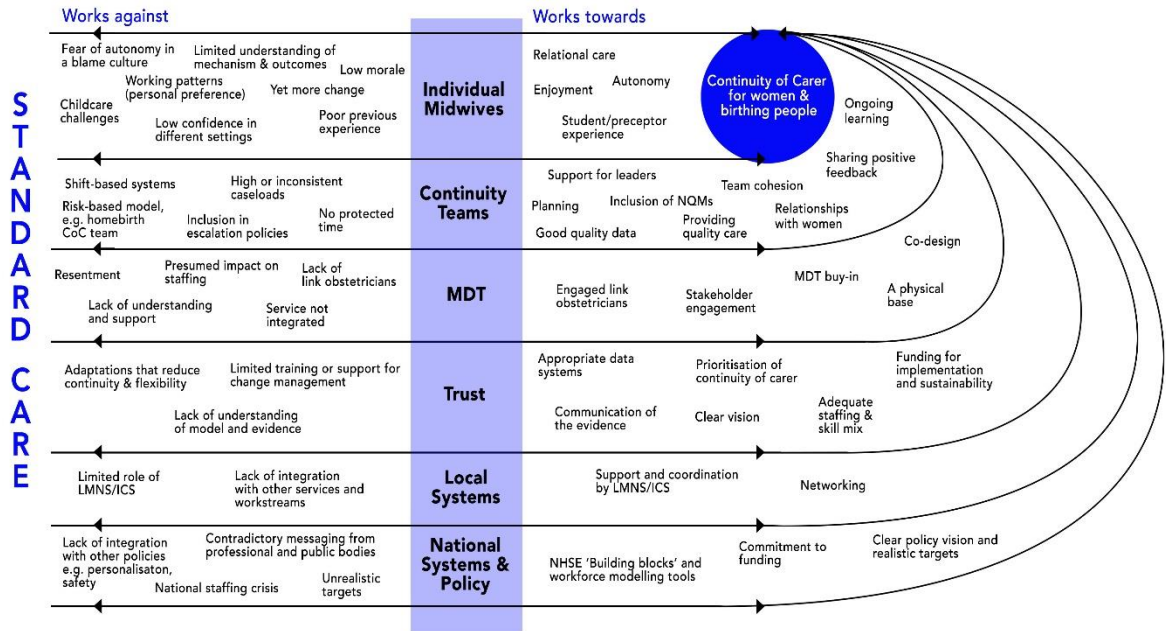 Works against
Works towards
STANDARD CARE
Fear of autonomy in
a blame culture
Limited understanding of
mechanism & outcomes
Low morale
Working patterns
(personal preference)
Yet more change
Childcare
challenges
Low confidence in
different settings
Poor previous
experience
Individual
Midwives
Relational care
Enjoyment
Autonomy
Student/preceptor
experience
Continuity of Carer
for women &
birthing people
Ongoing
learning
Sharing positive
feedback
Shift-based systems
High or inconsistent
caseloads
Risk-based model,
e.g. homebirth
CoC team
Inclusion in
escalation policies
No protected
time
Continuity
Teams
Support for leaders
Team cohesion
Planning
Inclusion of NQMs
Relationships
with women
Good quality data
Providing
quality care
Co-design
Resentment
Presumed impact on
staffing
Lack of
link obstetricians
Lack of understanding
and support
Service not
integrated
MDT
Engaged link
obstetricians
Stakeholder
engagement
MDT buy-in
A physical
base
Adaptations that reduce
continuity & flexibility
Limited training or support for
change management
Lack of understanding
of model and evidence
Trust
Appropriate data
systems
Prioritisation of
continuity of carer
Funding for
implementation
and sustainability
Communication of
the evidence
Clear vision
Adequate
staffing &
skill mix
Limited role of
LMNS/ICS
Lack of integration
with other services and
workstreams
Local
Systems
Support and coordination
by LMNS/ICS
Networking
Lack of integration
with other policies
e.g. personalisaton,
safety
Contradictory messaging from
professional and public bodies
National staffing crisis
Unrealistic
targets
National
Systems &
Policy
NHSE 'Building blocks' and
workforce modelling tools
Commitment to
funding
Clear policy vision and
realistic targets